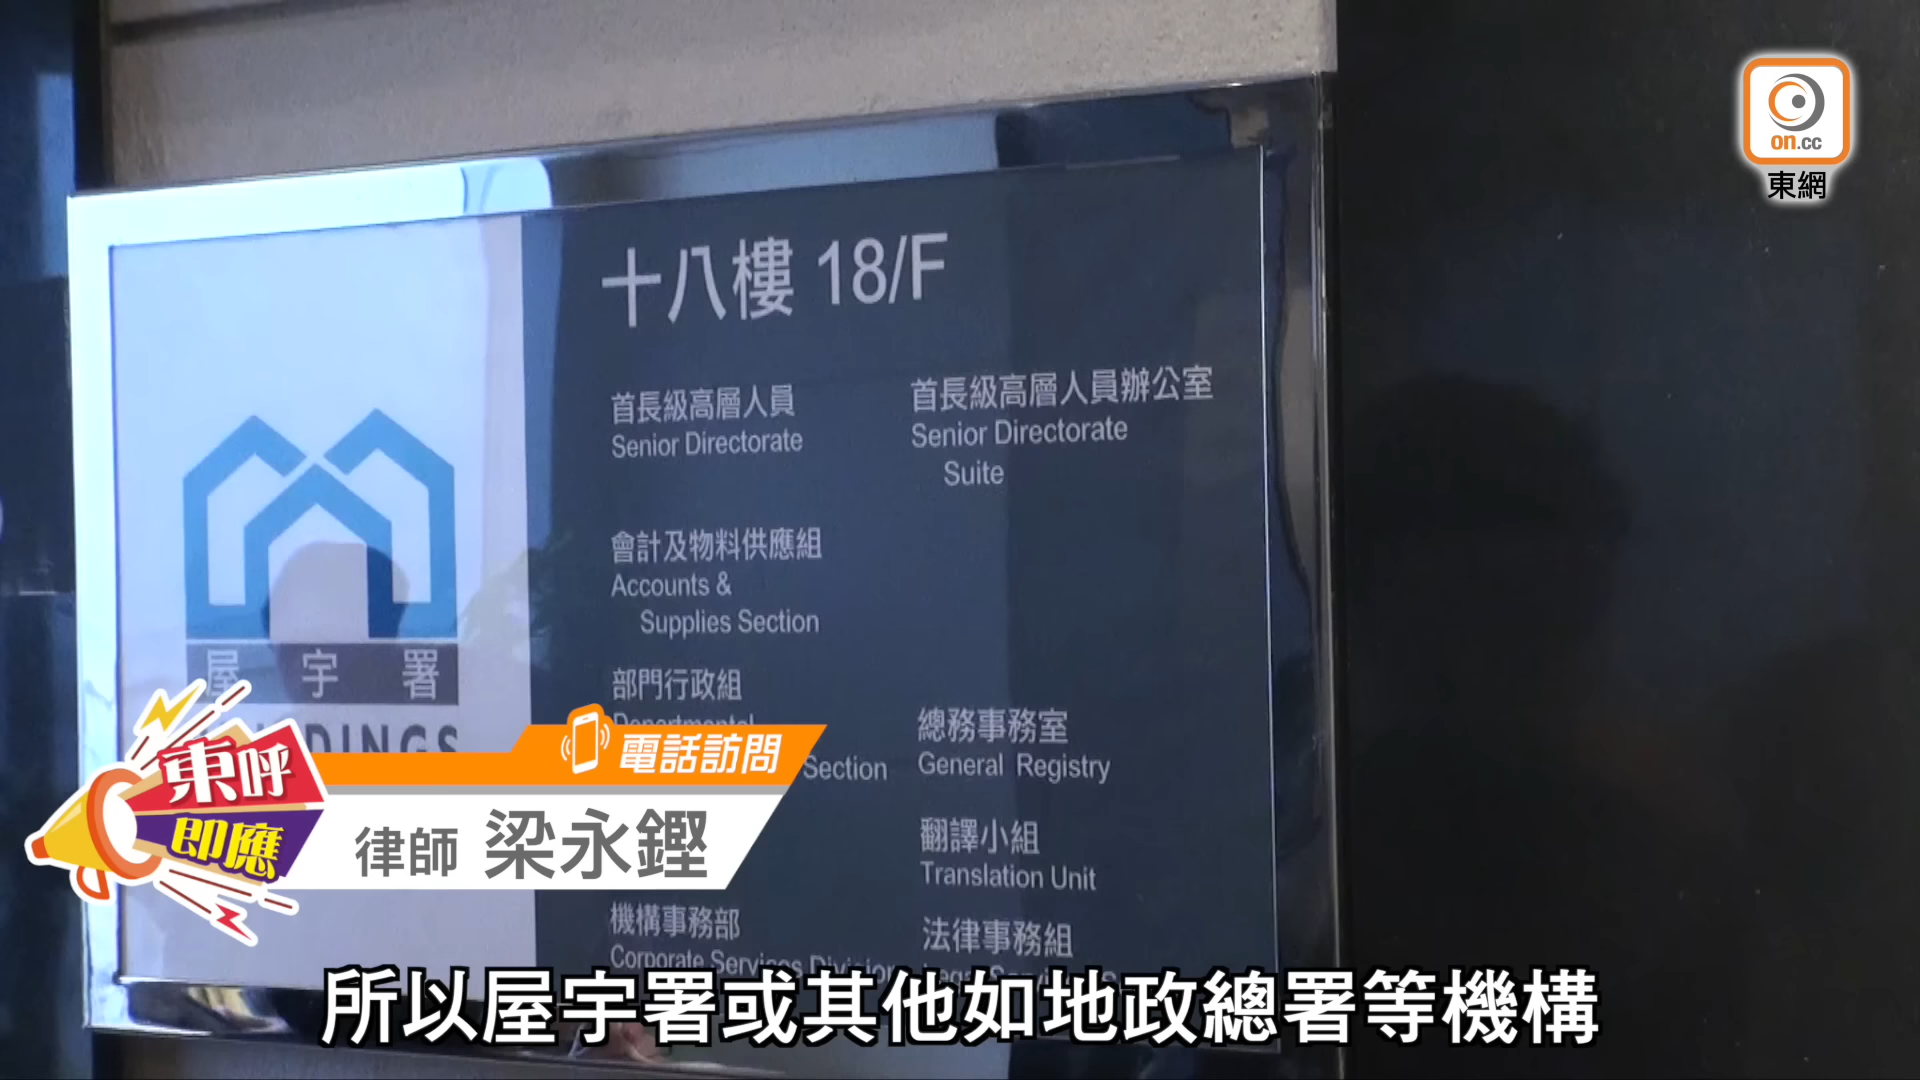 on.cc
東網
十八樓 18/F
首長級高層人員
Senior Directorate
首長級高層人員辦公室
Senior Directorate
Suite
會計及物料供應組
Accounts &
Supplies Section
部門行政組
Departmental
Section
總務事務室
General Registry
翻譯小組
Translation Unit
機構事務部
Corporate Services Division
法律事務組
屋宇署
東呼
即應
電話訪問
律師 梁永鏗
所以屋宇署或其他如地政總署等機構